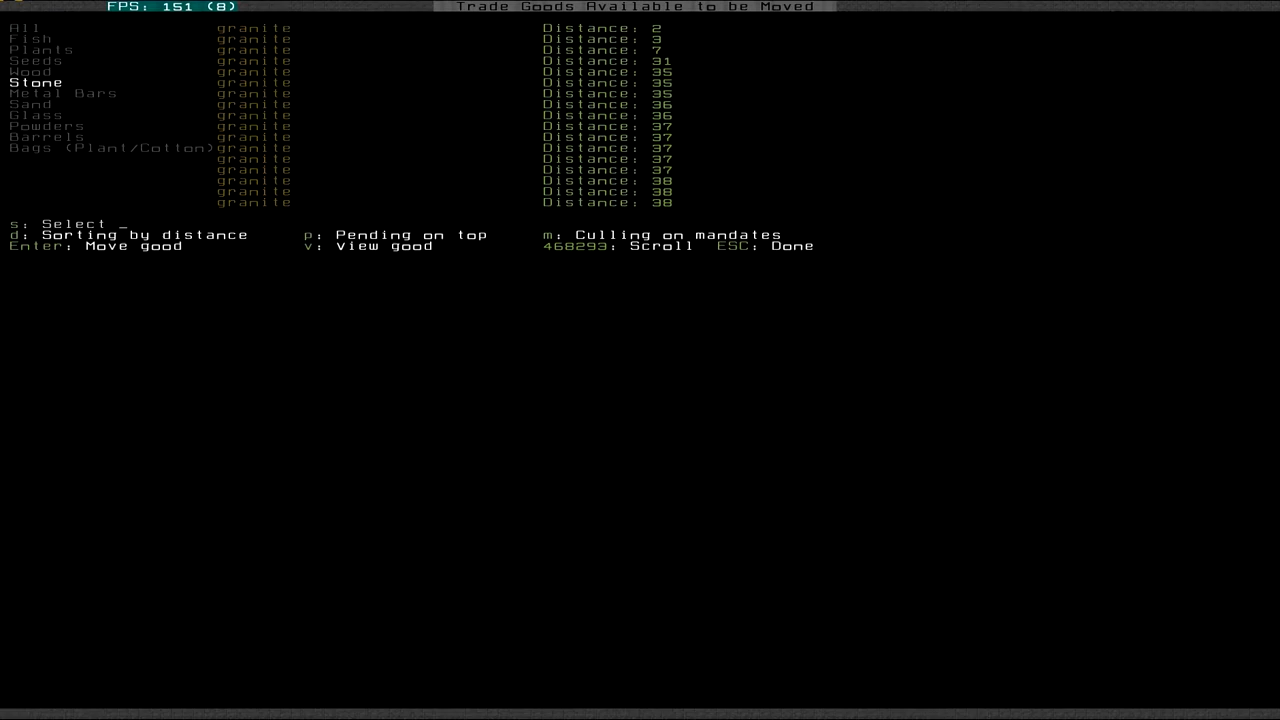 FPS: 151 (8) Trade Goods Available to be Moved
All granite Distance: 2
Fish granite Distance: 3
Plants granite Distance: 7
Seeds granite Distance: 31
Wood granite Distance: 35
Stone granite Distance: 35
Metal Bars granite Distance: 35
Sand granite Distance: 36
Glass granite Distance: 36
Powders granite Distance: 37
Barrels granite Distance: 37
Bags (Plant/Cotton) granite Distance: 37
granite Distance: 37
granite Distance: 37
granite Distance: 38
granite Distance: 38
granite Distance: 38
s: Select _
d: Sorting by distance p: Pending on top m: Culling on mandates
Enter: Move good v: View good 468293: Scroll ESC: Done